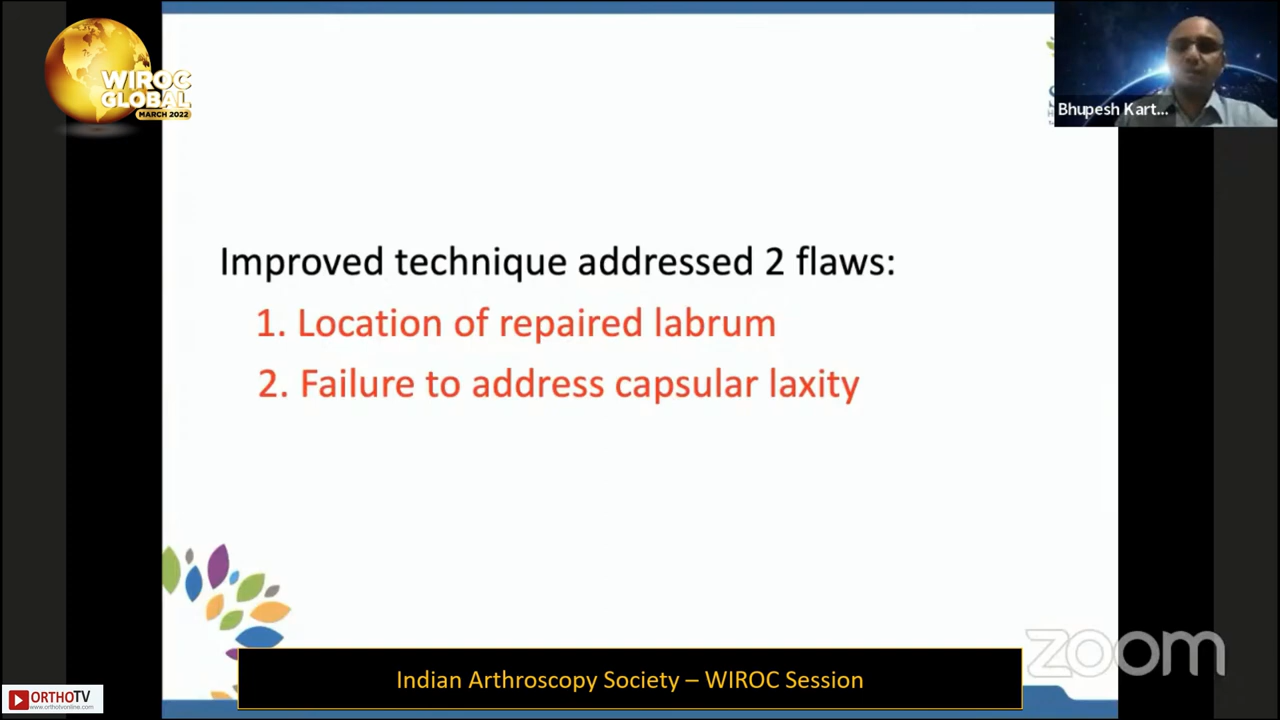 WIROC
GLOBAL
MARCH 2022
Bhupesh Kart...
Improved technique addressed 2 flaws:
1. Location of repaired labrum
2. Failure to address capsular laxity
zoom
Indian Arthroscopy Society – WIROC Session
ORTHOTV
www.orthotvonline.com